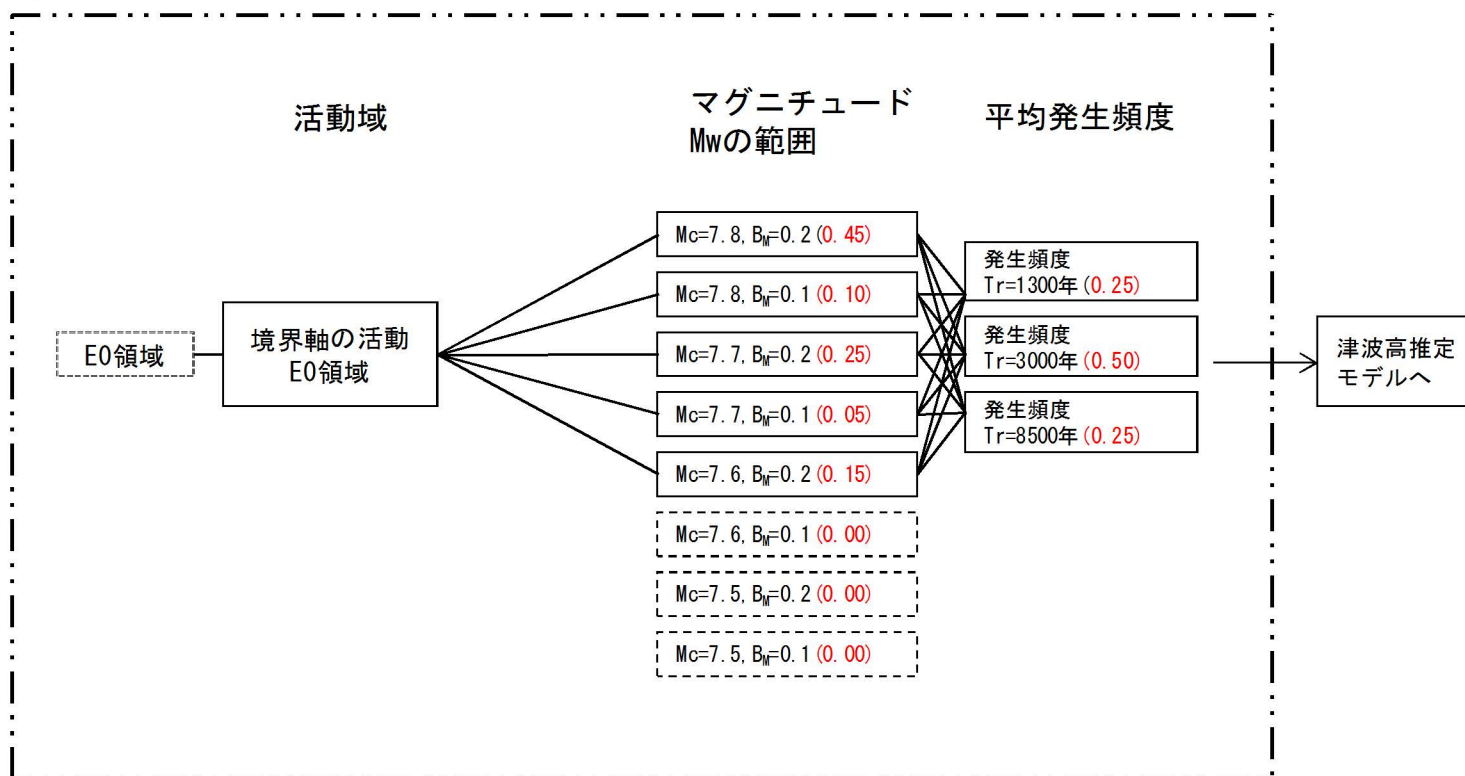 活動域
マグニチュード
Mwの範囲
平均発生頻度
E0領域
境界軸の活動
E0領域
Mc=7.8, BM=0.2 (0.45)
Mc=7.8, BM=0.1 (0.10)
Mc=7.7, BM=0.2 (0.25)
Mc=7.7, BM=0.1 (0.05)
Mc=7.6, BM=0.2 (0.15)
Mc=7.6, BM=0.1 (0.00)
Mc=7.5, BM=0.2 (0.00)
Mc=7.5, BM=0.1 (0.00)
発生頻度
Tr=1300年 (0.25)
発生頻度
Tr=3000年 (0.50)
発生頻度
Tr=8500年 (0.25)
津波高推定
モデルへ